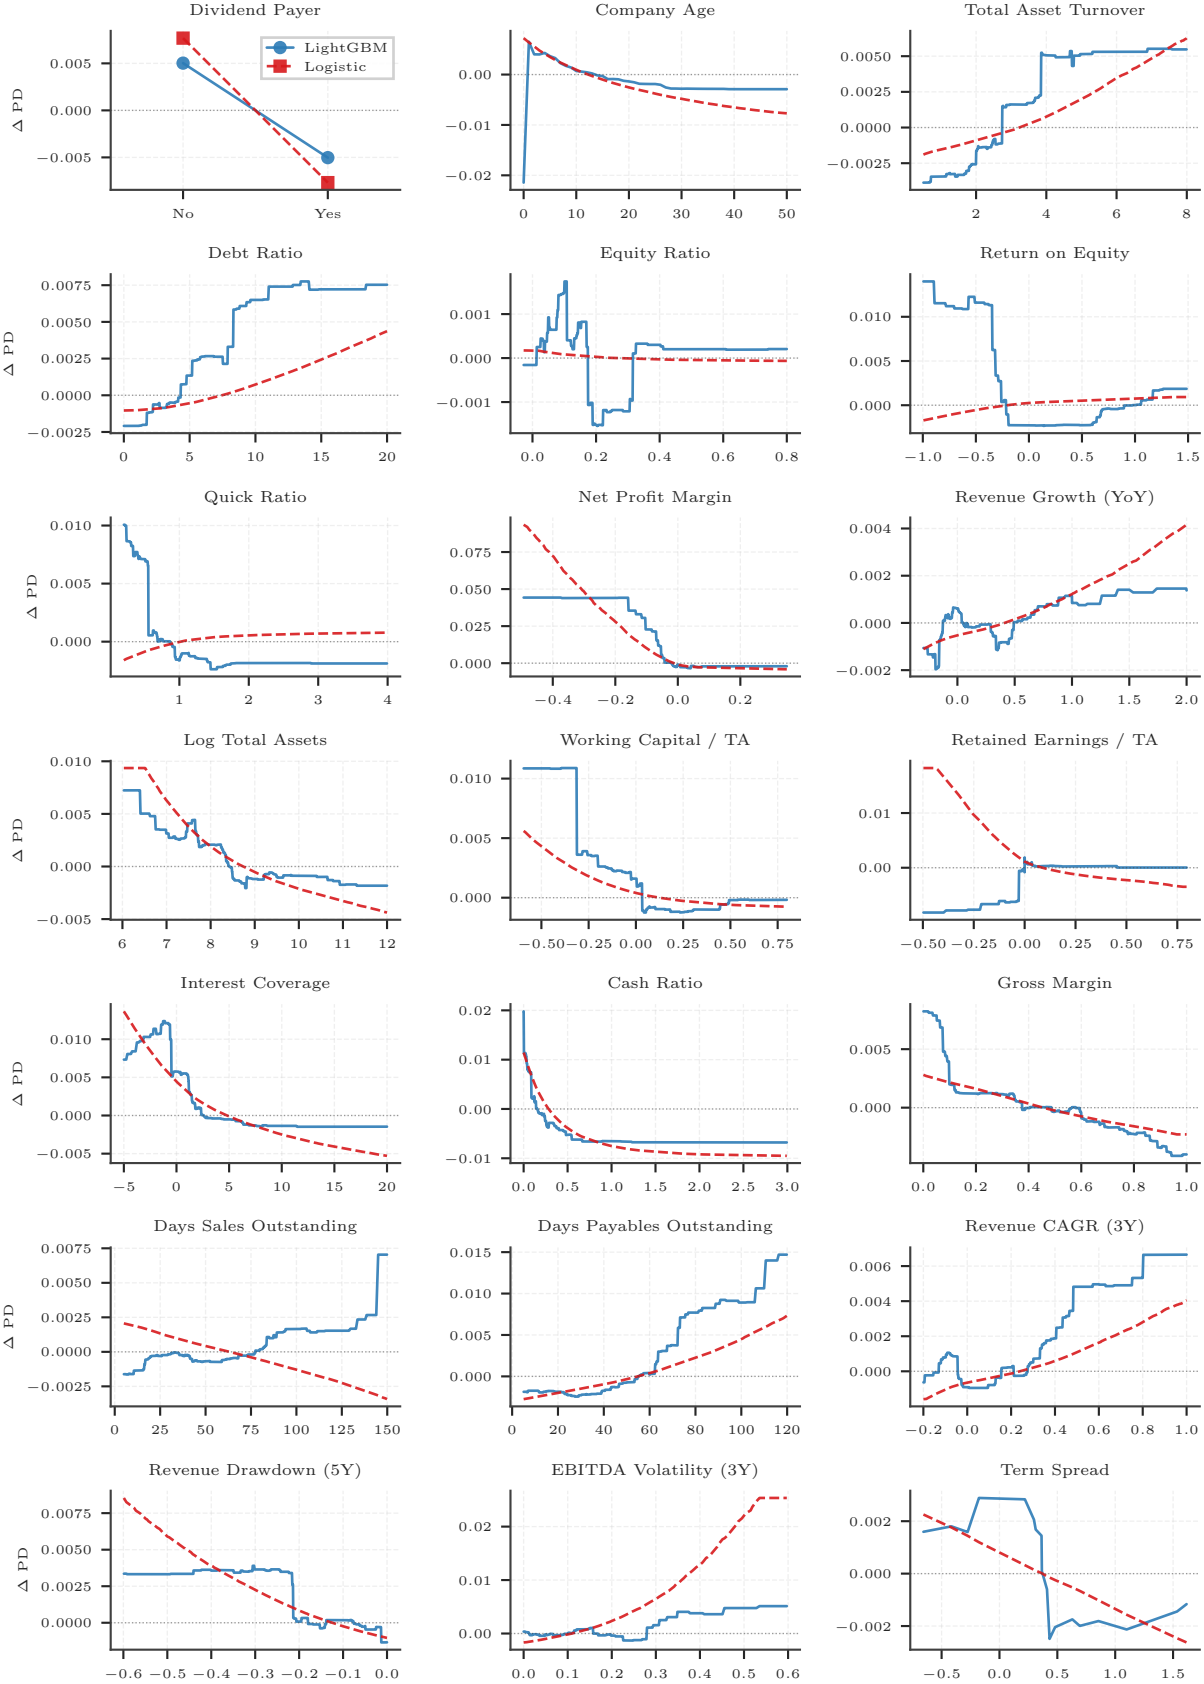 Dividend Payer
Company Age
Total Asset Turnover
LightGBM
Logistic
Δ PD
0.005
0.000
−0.005
No
Yes
0.00
−0.01
−0.02
0 10 20 30 40 50
0.0050
0.0025
0.0000
−0.0025
2 4 6 8
Debt Ratio
Equity Ratio
Return on Equity
Δ PD
0.0075
0.0050
0.0025
0.0000
−0.0025
0 5 10 15 20
0.001
0.000
−0.001
0.0 0.2 0.4 0.6 0.8
0.010
0.005
0.000
−1.0 −0.5 0.0 0.5 1.0 1.5
Quick Ratio
Net Profit Margin
Revenue Growth (YoY)
Δ PD
0.010
0.005
0.000
1 2 3 4
0.075
0.050
0.025
0.000
−0.4 −0.2 0.0 0.2
0.004
0.002
0.000
−0.002
0.0 0.5 1.0 1.5 2.0
Log Total Assets
Working Capital / TA
Retained Earnings / TA
Δ PD
0.010
0.005
0.000
−0.005
6 7 8 9 10 11 12
0.010
0.005
0.000
−0.50 −0.25 0.00 0.25 0.50 0.75
0.01
0.00
−0.50 −0.25 0.00 0.25 0.50 0.75
Interest Coverage
Cash Ratio
Gross Margin
Δ PD
0.010
0.005
0.000
−0.005
−5 0 5 10 15 20
0.02
0.01
0.00
−0.01
0.0 0.5 1.0 1.5 2.0 2.5 3.0
0.005
0.000
0.0 0.2 0.4 0.6 0.8 1.0
Days Sales Outstanding
Days Payables Outstanding
Revenue CAGR (3Y)
Δ PD
0.0075
0.0050
0.0025
0.0000
−0.0025
0 25 50 75 100 125 150
0.015
0.010
0.005
0.000
0 20 40 60 80 100 120
0.006
0.004
0.002
0.000
−0.2 0.0 0.2 0.4 0.6 0.8 1.0
Revenue Drawdown (5Y)
EBITDA Volatility (3Y)
Term Spread
Δ PD
0.0075
0.0050
0.0025
0.0000
−0.6 −0.5 −0.4 −0.3 −0.2 −0.1 0.0
0.02
0.01
0.00
0.0 0.1 0.2 0.3 0.4 0.5 0.6
0.002
0.000
−0.002
−0.5 0.0 0.5 1.0 1.5